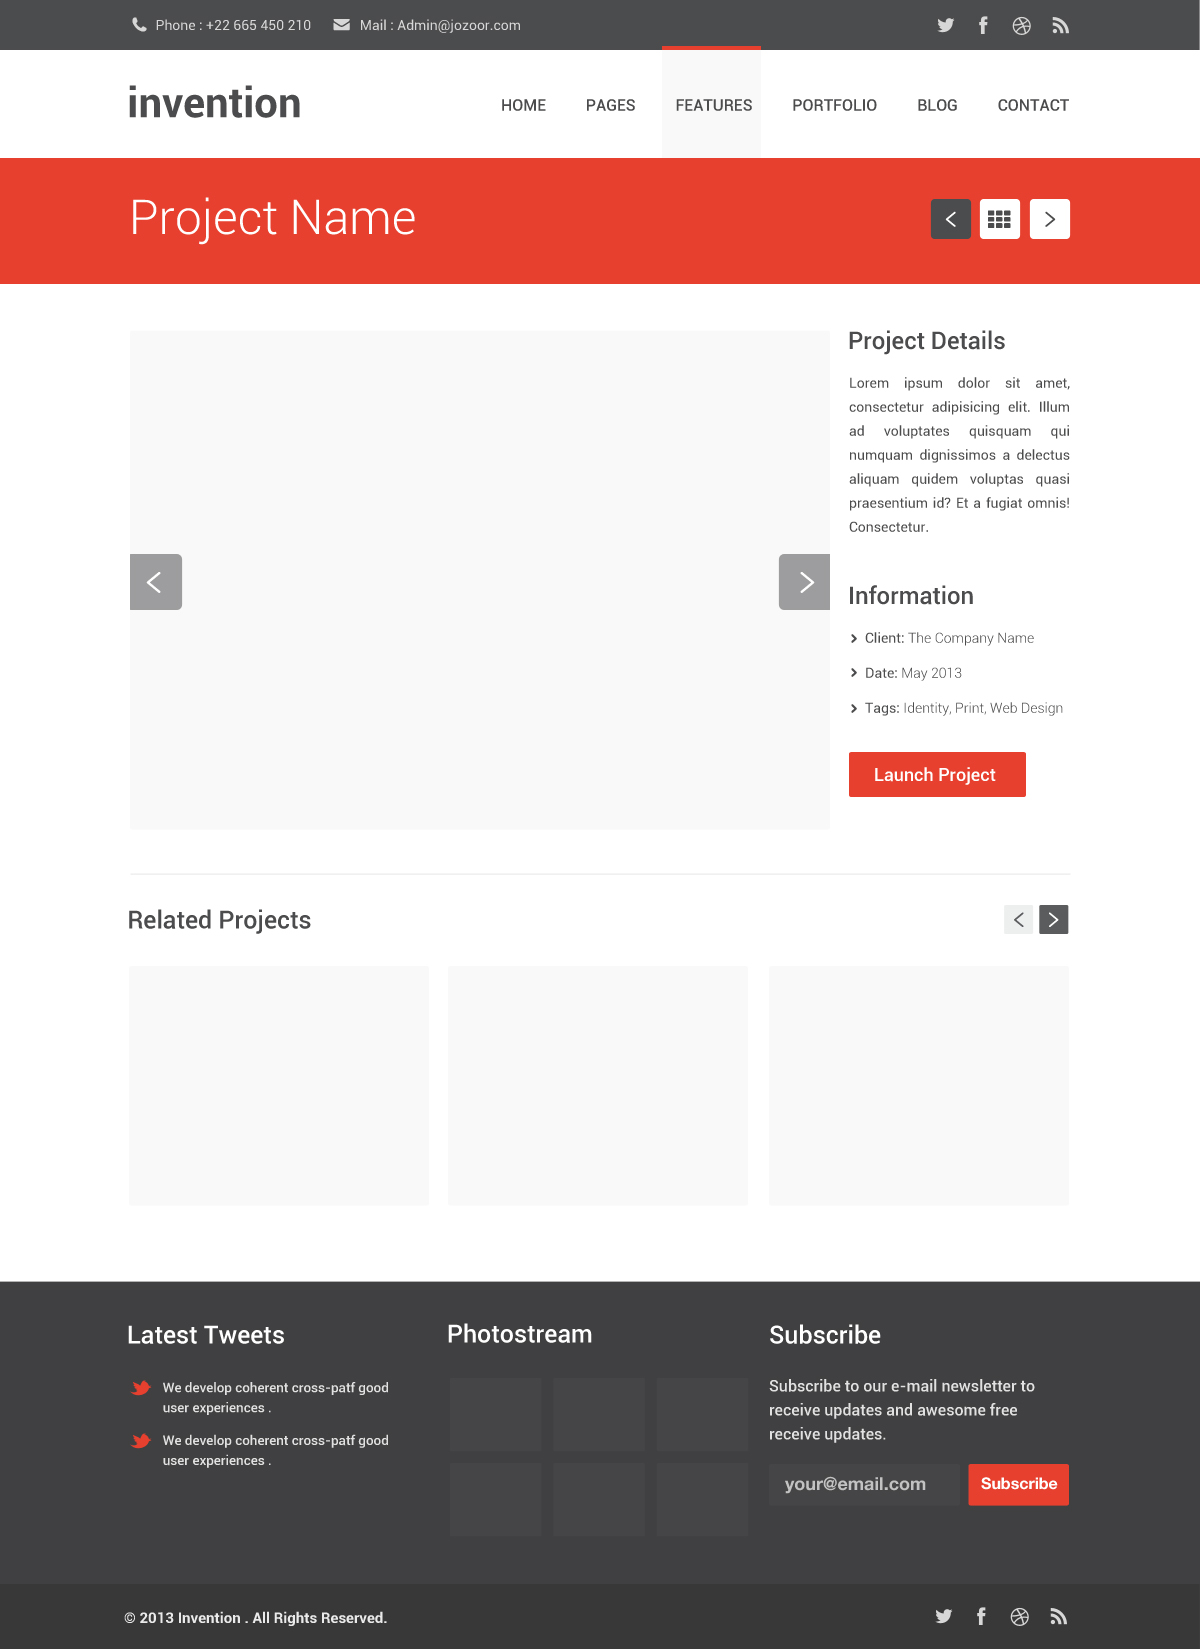 Phone : +22 665 450 210
Mail : Admin@jozoor.com
invention
HOME
PAGES
FEATURES
PORTFOLIO
BLOG
CONTACT
Project Name
Project Details
Lorem ipsum dolor sit amet,
consectetur adipisicing elit. Illum
ad voluptates quisquam qui
numquam dignissimos a delectus
aliquam quidem voluptas quasi
praesentium id? Et a fugiat omnis!
Consectetur.
Information
Client: The Company Name
Date: May 2013
Tags: Identity, Print, Web Design
Launch Project
Related Projects
Latest Tweets
We develop coherent cross-patf good
user experiences .
We develop coherent cross-patf good
user experiences .
Photostream
Subscribe
Subscribe to our e-mail newsletter to
receive updates and awesome free
receive updates.
your@email.com
Subscribe
© 2013 Invention . All Rights Reserved.